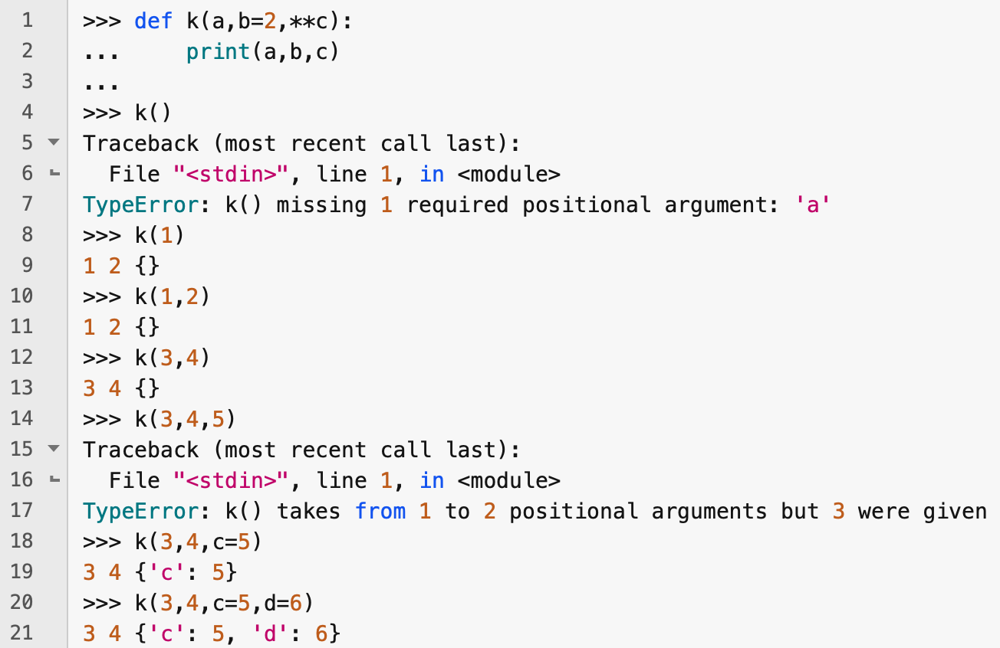 1 >>> def k(a,b=2,**c):
2 ...     print(a,b,c)
3 ...
4 >>> k()
5 Traceback (most recent call last):
6   File "<stdin>", line 1, in <module>
7 TypeError: k() missing 1 required positional argument: 'a'
8 >>> k(1)
9 1 2 {}
10 >>> k(1,2)
11 1 2 {}
12 >>> k(3,4)
13 3 4 {}
14 >>> k(3,4,5)
15 Traceback (most recent call last):
16   File "<stdin>", line 1, in <module>
17 TypeError: k() takes from 1 to 2 positional arguments but 3 were given
18 >>> k(3,4,c=5)
19 3 4 {'c': 5}
20 >>> k(3,4,c=5,d=6)
21 3 4 {'c': 5, 'd': 6}